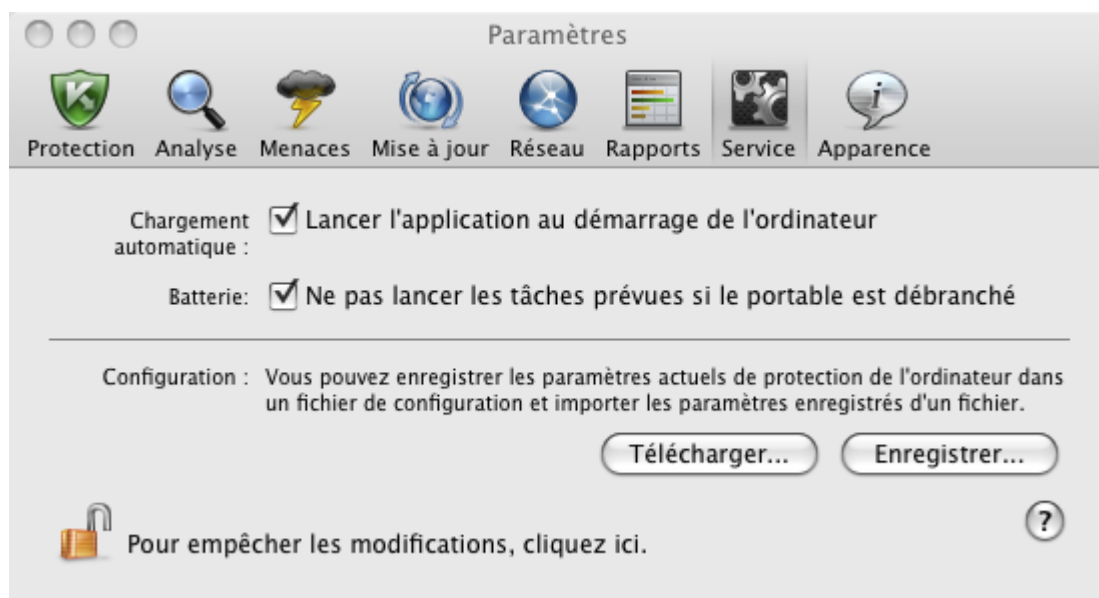 Paramètres
Protection Analyse Menaces Mise à jour Réseau Rapports Service Apparence
Chargement automatique : Lancer l'application au démarrage de l'ordinateur
Batterie: Ne pas lancer les tâches prévues si le portable est débranché
Configuration : Vous pouvez enregistrer les paramètres actuels de protection de l'ordinateur dans
un fichier de configuration et importer les paramètres enregistrés d'un fichier.
Télécharger... Enregistrer...
?
Pour empêcher les modifications, cliquez ici.